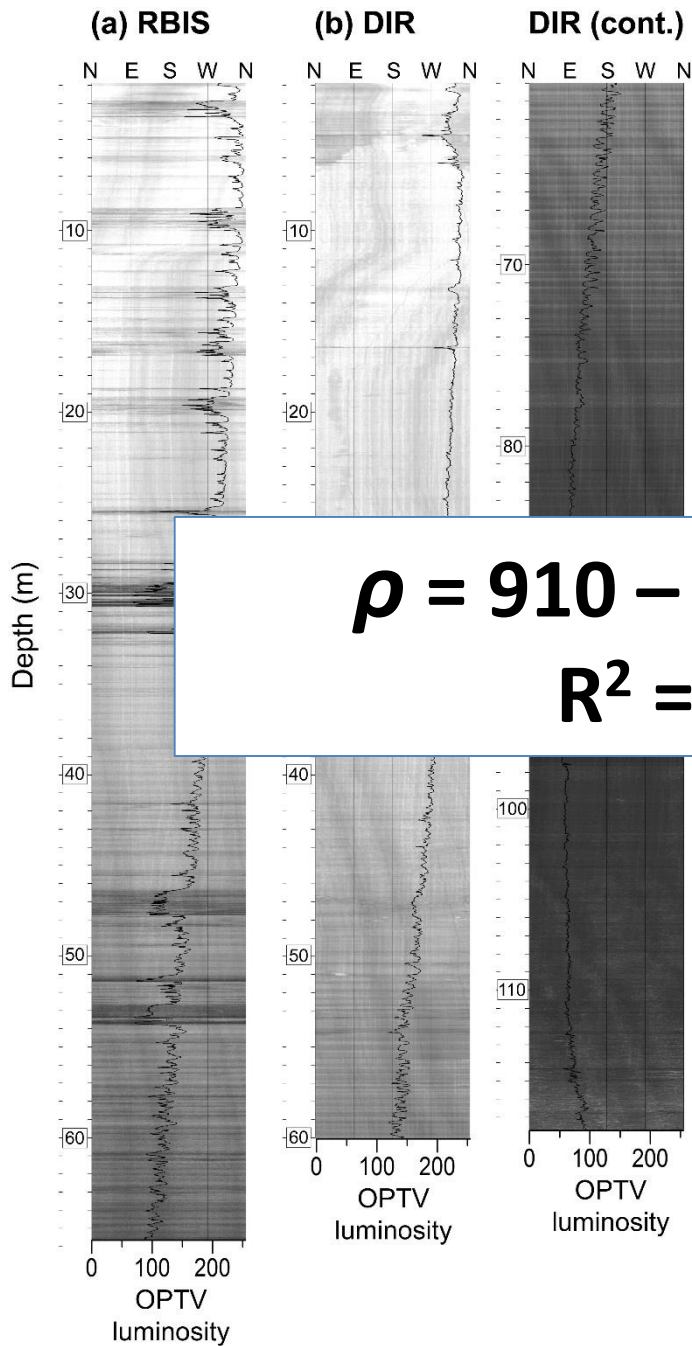 (a) RBIS
(b) DIR
DIR (cont.)
N E S W N
N E S W N
N E S W N
Depth (m)
10
20
30
40
50
60
10
20
40
50
60
70
80
100
110
ρ = 910 –
R² =
0 100 200
OPTV
luminosity
0 100 200
OPTV
luminosity
0 100 200
OPTV
luminosity